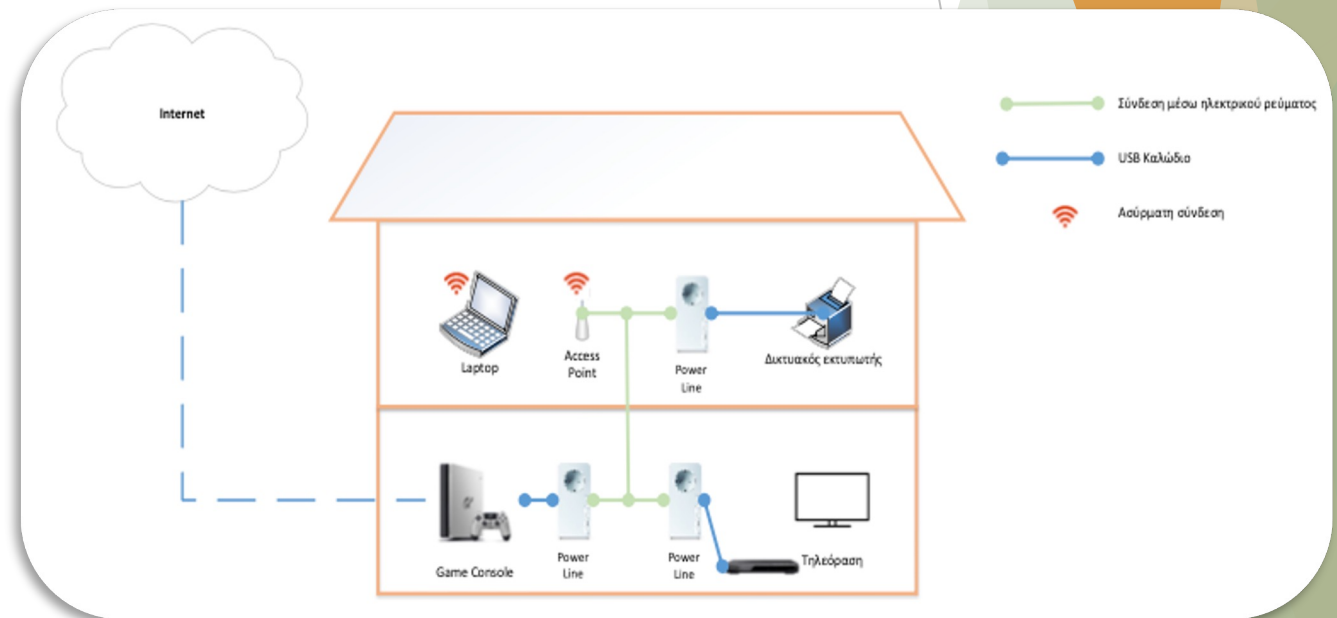 Internet
Σύνδεση μέσω ηλεκτρικού ρεύματος
USB Καλώδιο
Ασύρματη σύνδεση
Laptop
Access
Point
Power
Line
Δικτυακός εκτυπωτής
Game Console
Power
Line
Power
Line
Τηλεόραση